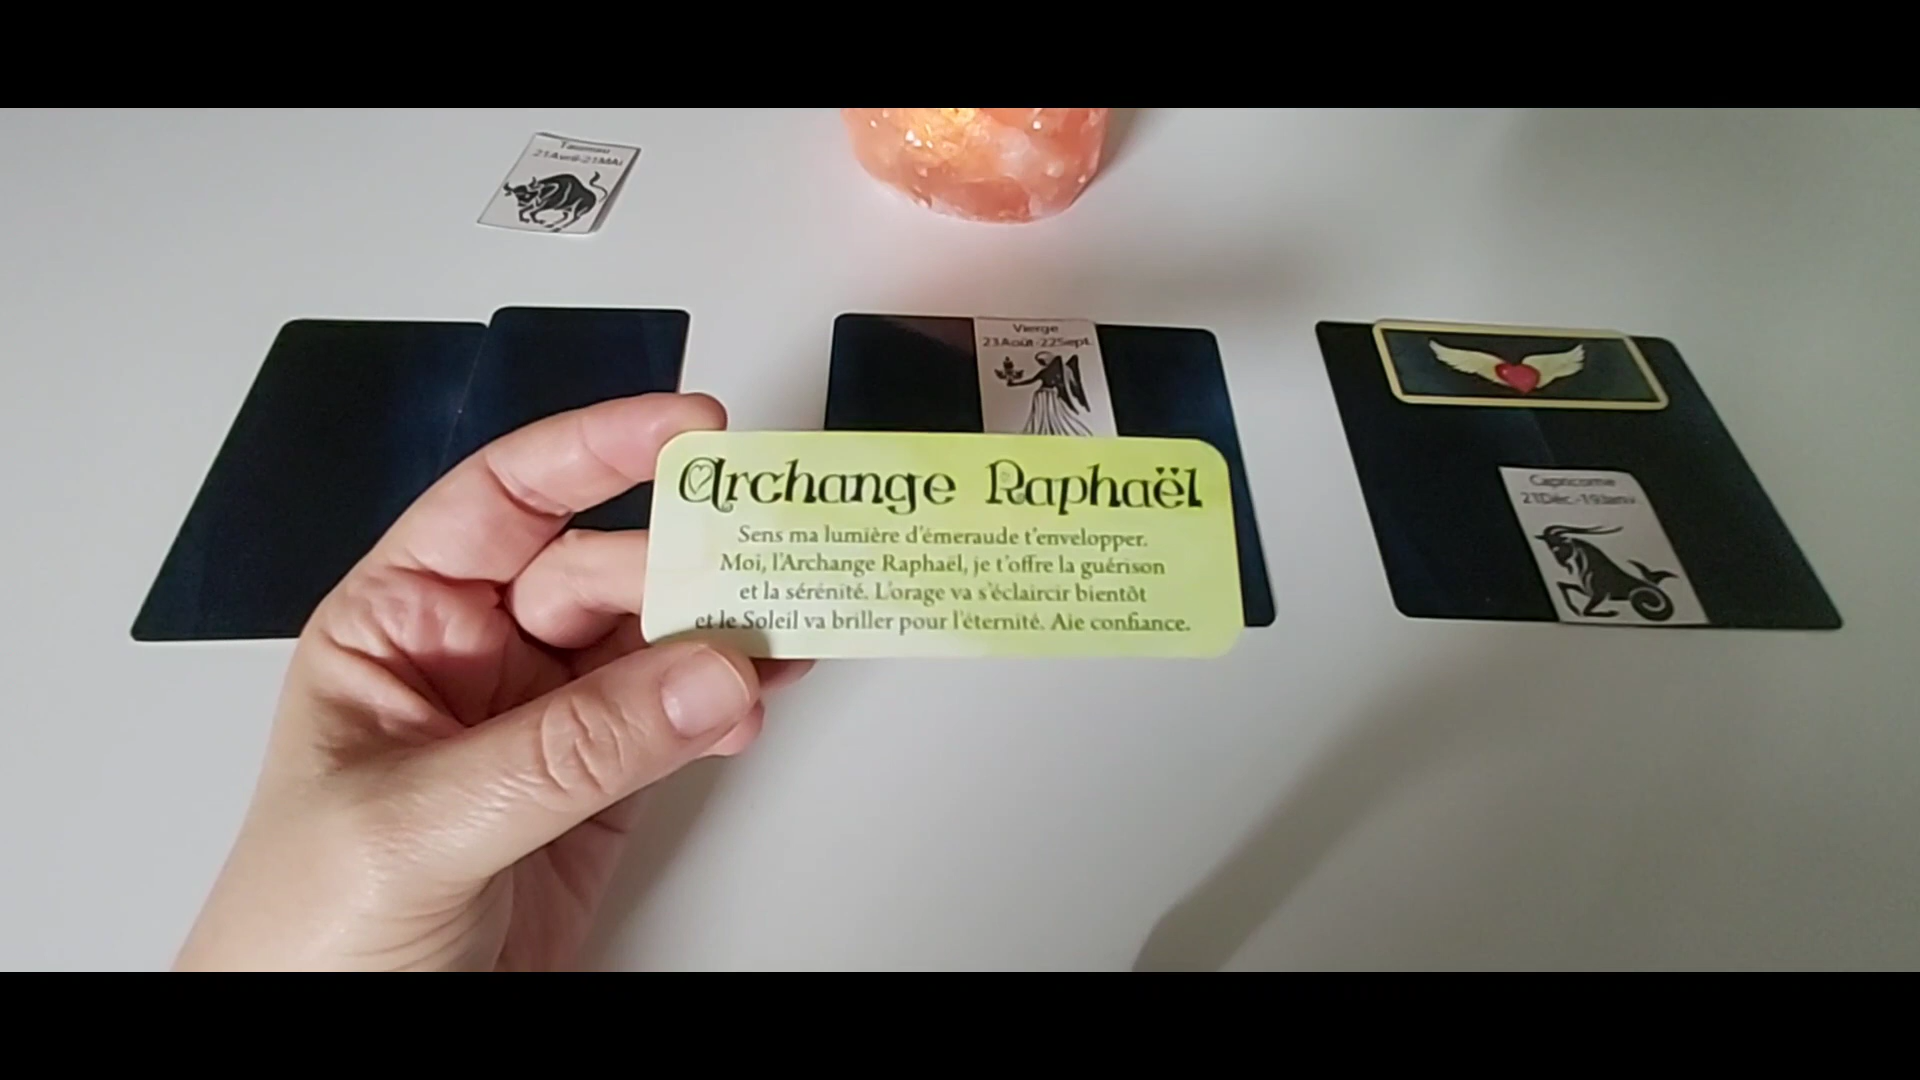 Taureau
21Avril-21MAi
Vierge
23Août-22Sept.
Capricorne
21Déc.-19Janv
Archange Raphaël
Sens ma lumière d'émeraude t'envelopper.
Moi, l'Archange Raphaël, je t'offre la guérison
et la sérénité. L'orage va s'éclaircir bientôt
et le Soleil va briller pour l'éternité. Aie confiance.